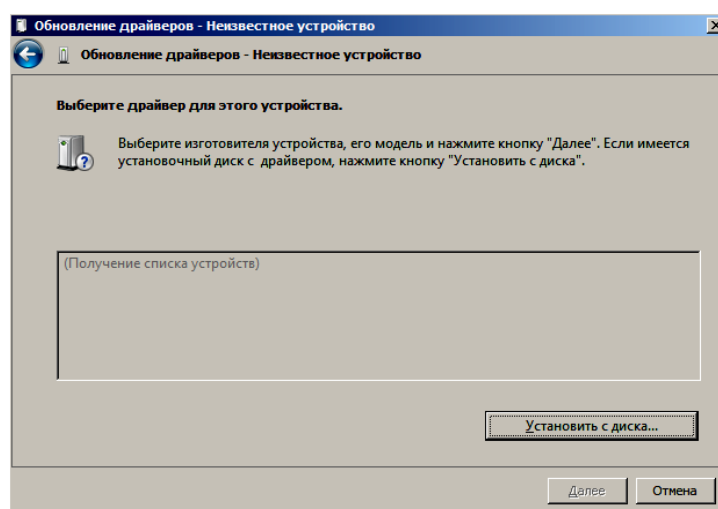 Обновление драйверов - Неизвестное устройство
Обновление драйверов - Неизвестное устройство
Выберите драйвер для этого устройства.
Выберите изготовителя устройства, его модель и нажмите кнопку "Далее". Если имеется
установочный диск с драйвером, нажмите кнопку "Установить с диска".
(Получение списка устройств)
Установить с диска...
Далее
Отмена